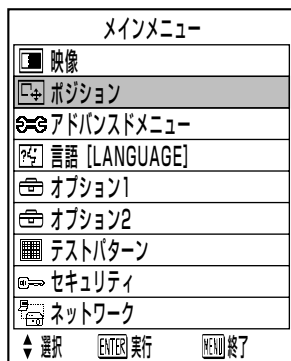 メインメニュー
映像
ポジション
アドバンスドメニュー
言語 [LANGUAGE]
オプション1
オプション2
テストパターン
セキュリティ
ネットワーク
選択 ENTER 実行 MENU 終了